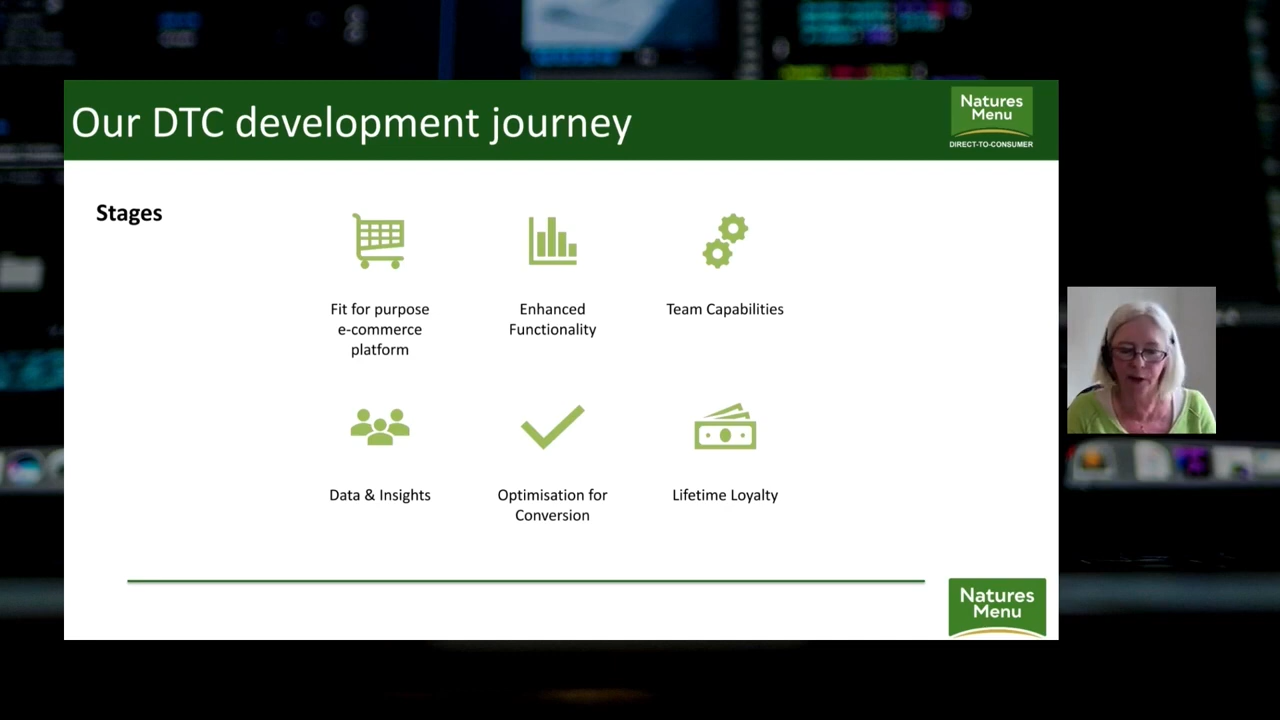 Our DTC development journey
Natures
Menu
DIRECT-TO-CONSUMER
Stages
Fit for purpose
e-commerce
platform
Enhanced
Functionality
Team Capabilities
Data & Insights
Optimisation for
Conversion
Lifetime Loyalty
Natures
Menu